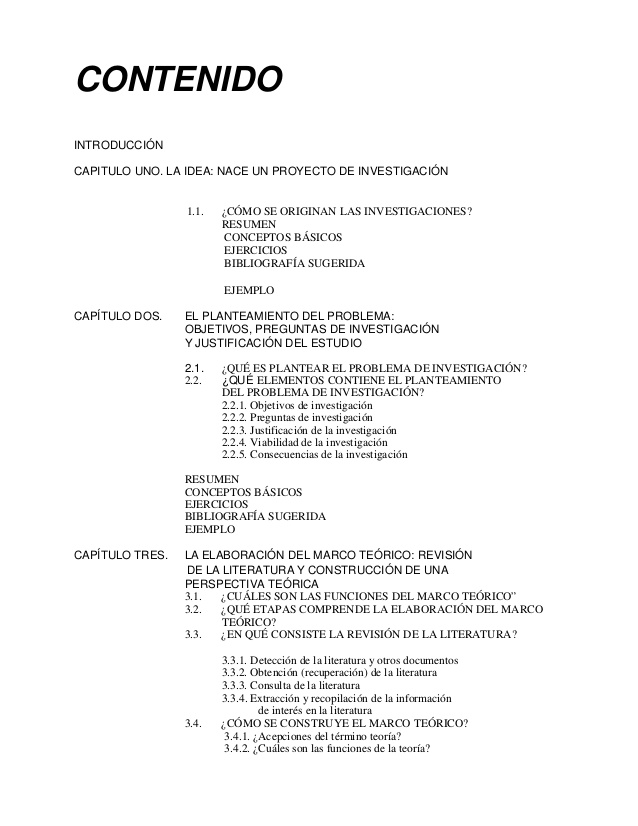 CONTENIDO
INTRODUCCIÓN
CAPITULO UNO. LA IDEA: NACE UN PROYECTO DE INVESTIGACIÓN
1.1. ¿CÓMO SE ORIGINAN LAS INVESTIGACIONES?
RESUMEN
CONCEPTOS BÁSICOS
EJERCICIOS
BIBLIOGRAFÍA SUGERIDA
EJEMPLO
CAPÍTULO DOS. EL PLANTEAMIENTO DEL PROBLEMA:
OBJETIVOS, PREGUNTAS DE INVESTIGACIÓN
Y JUSTIFICACIÓN DEL ESTUDIO
2.1. ¿QUÉ ES PLANTEAR EL PROBLEMA DE INVESTIGACIÓN?
2.2. ¿QUÉ ELEMENTOS CONTIENE EL PLANTEAMIENTO
DEL PROBLEMA DE INVESTIGACIÓN?
2.2.1. Objetivos de investigación
2.2.2. Preguntas de investigación
2.2.3. Justificación de la investigación
2.2.4. Viabilidad de la investigación
2.2.5. Consecuencias de la investigación
RESUMEN
CONCEPTOS BÁSICOS
EJERCICIOS
BIBLIOGRAFÍA SUGERIDA
EJEMPLO
CAPÍTULO TRES. LA ELABORACIÓN DEL MARCO TEÓRICO: REVISIÓN
DE LA LITERATURA Y CONSTRUCCIÓN DE UNA
PERSPECTIVA TEÓRICA
3.1. ¿CUÁLES SON LAS FUNCIONES DEL MARCO TEÓRICO”
3.2. ¿QUÉ ETAPAS COMPRENDE LA ELABORACIÓN DEL MARCO
TEÓRICO?
3.3. ¿EN QUÉ CONSISTE LA REVISIÓN DE LA LITERATURA?
3.3.1. Detección de la literatura y otros documentos
3.3.2. Obtención (recuperación) de la literatura
3.3.3. Consulta de la literatura
3.3.4. Extracción y recopilación de la información
de interés en la literatura
3.4. ¿CÓMO SE CONSTRUYE EL MARCO TEÓRICO?
3.4.1. ¿Acepciones del término teoría?
3.4.2. ¿Cuáles son las funciones de la teoría?